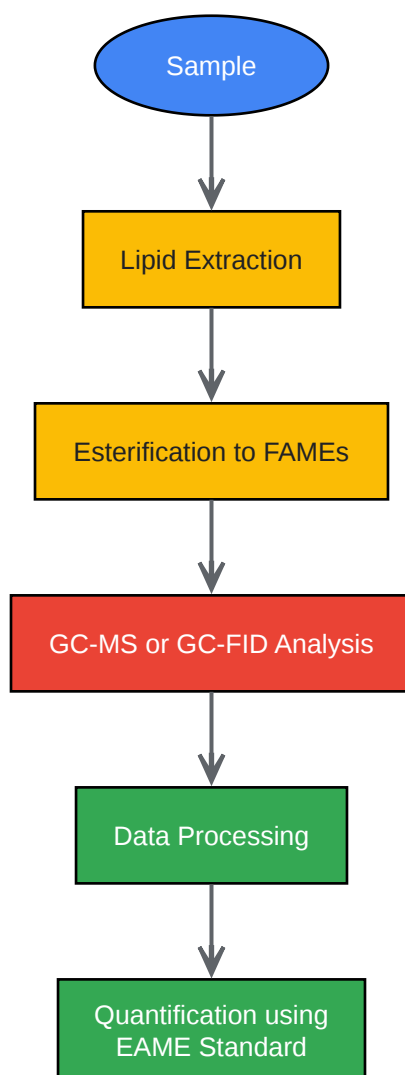 Sample
Lipid Extraction
Esterification to FAMEs
GC-MS or GC-FID Analysis
Data Processing
Quantification using
EAME Standard